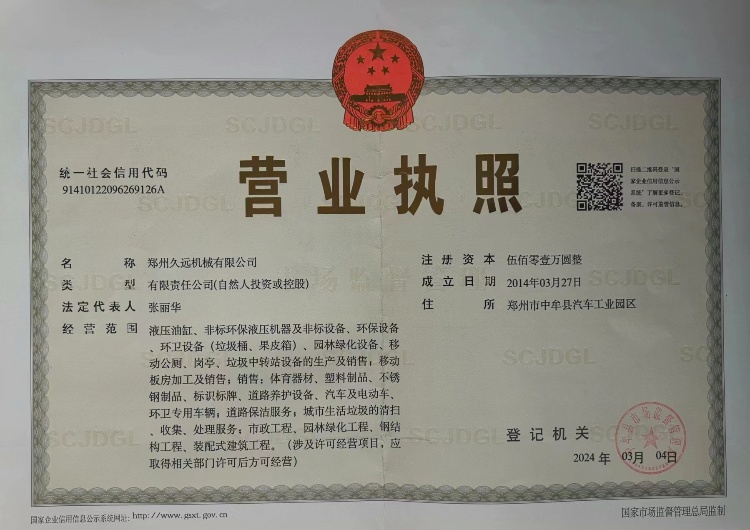 统一社会信用代码
91410122096269126A
营业执照
扫描二维码登录“国
家企业信用信息公示
系统”了解更多登记、
备案、许可监管信息。
名 称 郑州久远机械有限公司
类 型 有限责任公司(自然人投资或控股)
法定代表人 张丽华
经营范围 液压油缸、非标环保液压机器及非标设备、环保设备
、环卫设备（垃圾桶、果皮箱）、园林绿化设备、移
动公厕、岗亭、垃圾中转站设备的生产及销售；移动
板房加工及销售；销售：体育器材、塑料制品、不锈
钢制品、标识标牌、道路养护设备、汽车及电动车、
环卫专用车辆；道路保洁服务；城市生活垃圾的清扫
、收集、处理服务；市政工程、园林绿化工程、钢结
构工程、装配式建筑工程。（涉及许可经营项目，应
取得相关部门许可后方可经营）
注册资本 伍佰零壹万圆整
成立日期 2014年03月27日
住 所 郑州市中牟县汽车工业园区
登记机关
2024 年 03月 04日
国家企业信用信息公示系统网址：http://www.gsxt.gov.cn
国家市场监督管理总局监制
SCJDGL